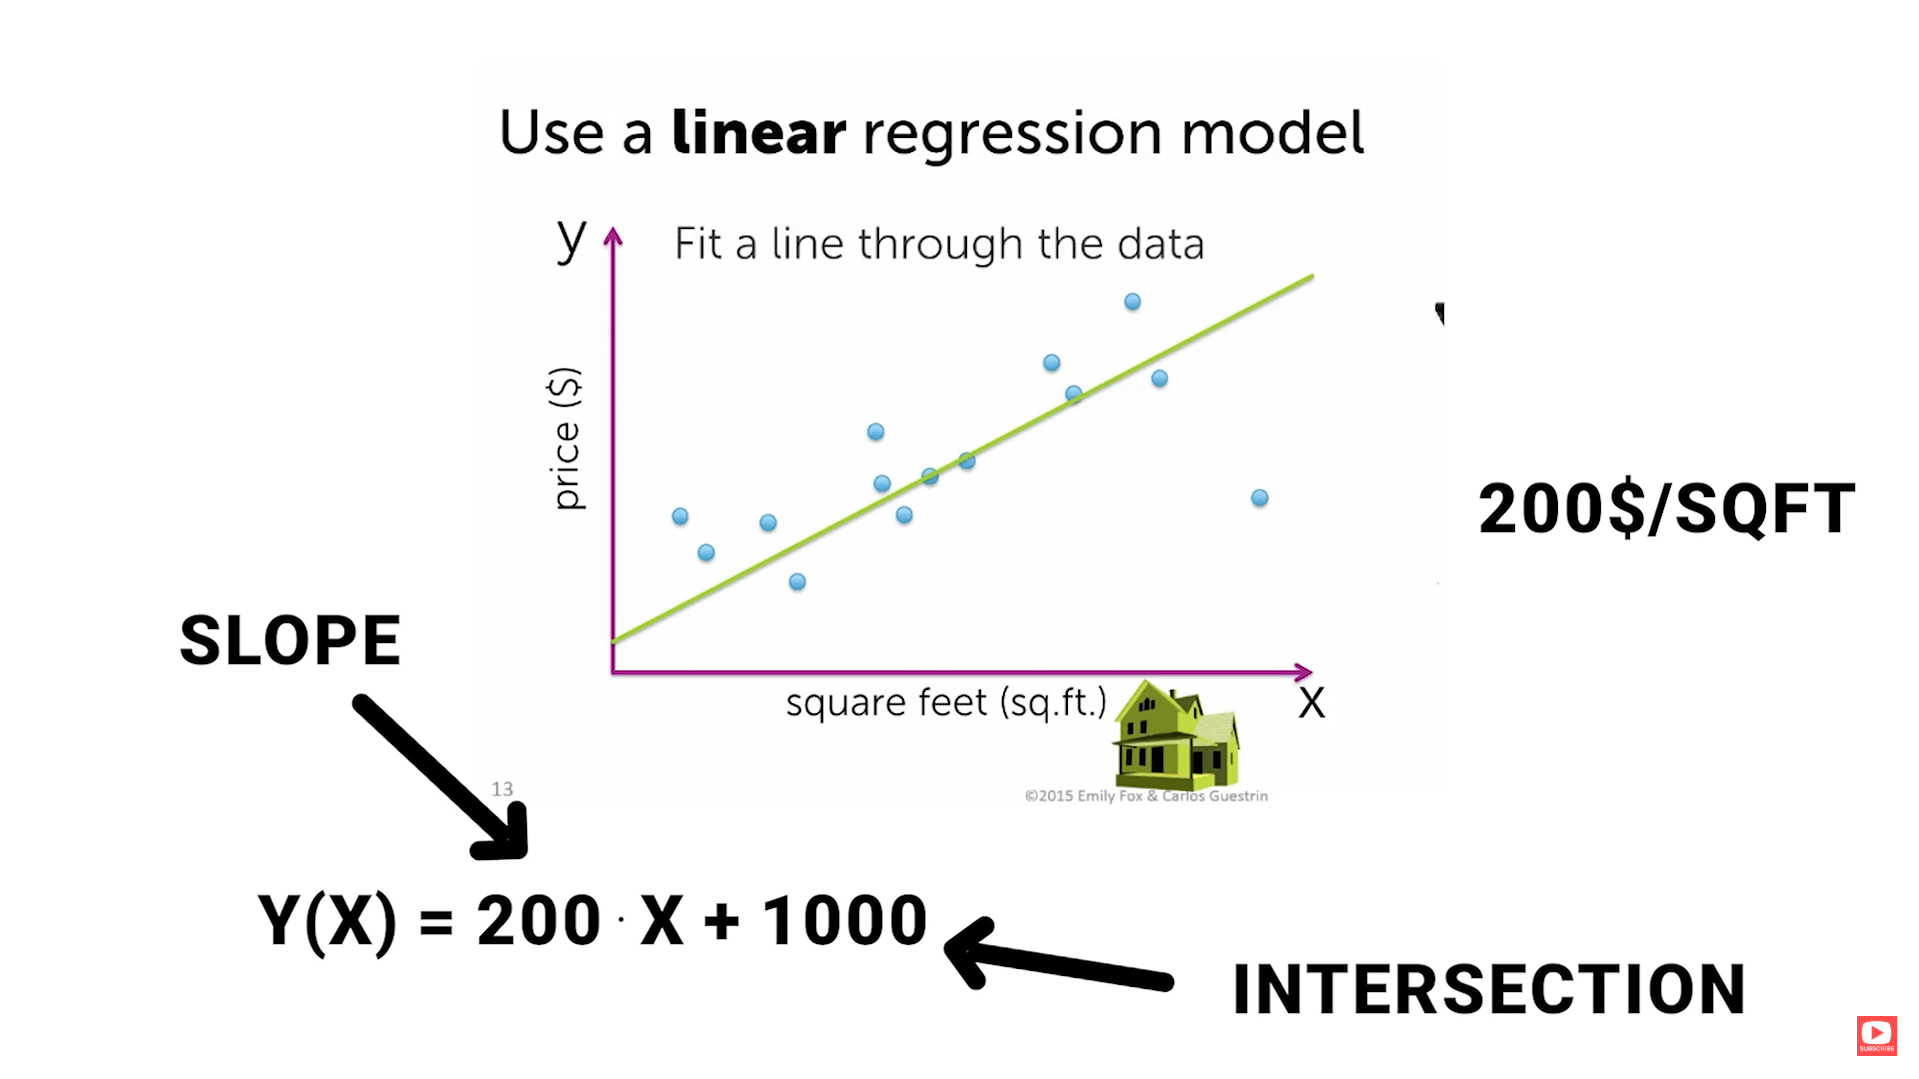 Use a linear regression model
y
Fit a line through the data
price ($)
200$/SQFT
SLOPE
square feet (sq.ft.)
x
13
©2015 Emily Fox & Carlos Guestrin
Y(X) = 200 · X + 1000
INTERSECTION
SUBSCRIBE